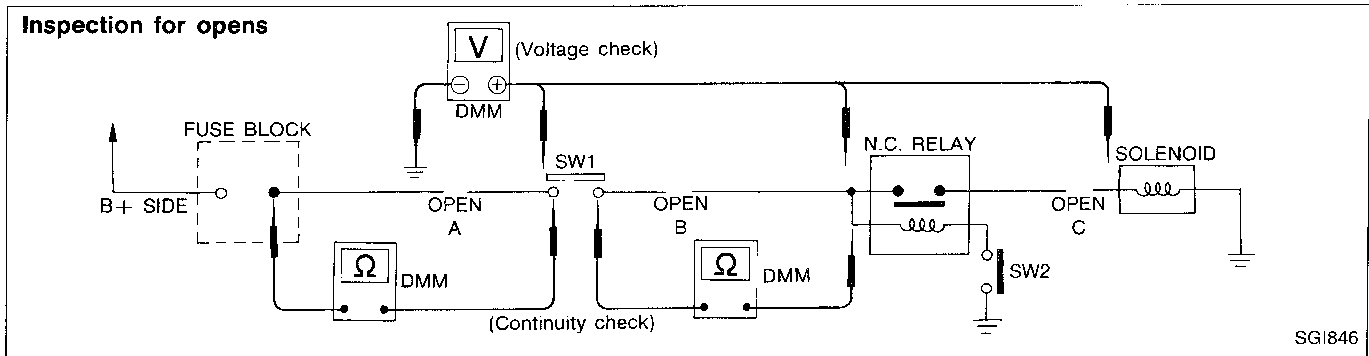 Inspection for opens
V
(Voltage check)
− +
DMM
FUSE BLOCK
N.C. RELAY
SOLENOID
SW1
B+ SIDE
OPEN
A
OPEN
B
OPEN
C
Ω
DMM
Ω
DMM
SW2
(Continuity check)
SGI846